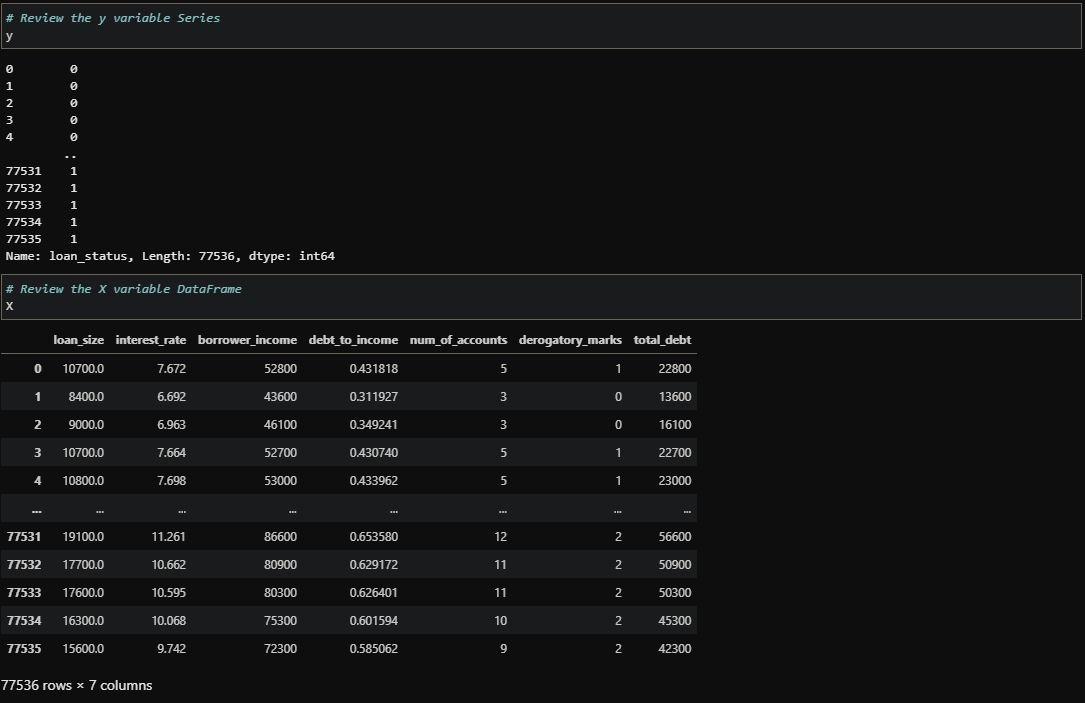 # Review the y variable Series
y
0 0
1 0
2 0
3 0
4 0
..
77531 1
77532 1
77533 1
77534 1
77535 1
Name: loan_status, Length: 77536, dtype: int64
# Review the X variable DataFrame
X
loan_size interest_rate borrower_income debt_to_income num_of_accounts derogatory_marks total_debt
0 10700.0 7.672 52800 0.431818 5 1 22800
1 8400.0 6.692 43600 0.311927 3 0 13600
2 9000.0 6.963 46100 0.349241 3 0 16100
3 10700.0 7.664 52700 0.430740 5 1 22700
4 10800.0 7.698 53000 0.433962 5 1 23000
... ... ... ... ... ... ... ...
77531 19100.0 11.261 86600 0.653580 12 2 56600
77532 17700.0 10.662 80900 0.629172 11 2 50900
77533 17600.0 10.595 80300 0.626401 11 2 50300
77534 16300.0 10.068 75300 0.601594 10 2 45300
77535 15600.0 9.742 72300 0.585062 9 2 42300
77536 rows × 7 columns